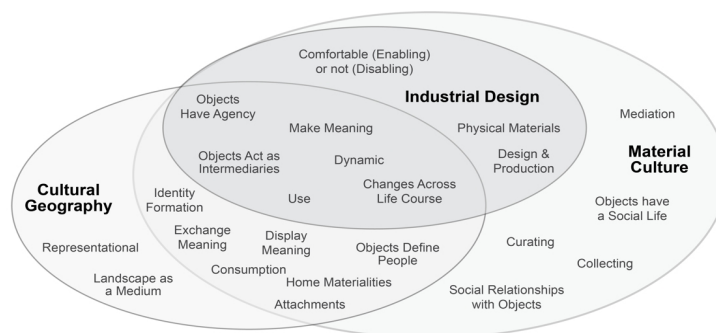 Comfortable (Enabling)
or not (Disabling)
Industrial Design
Objects
Have Agency
Make Meaning
Physical Materials
Mediation
Objects Act as
Intermediaries
Dynamic
Design &
Production
Material
Culture
Cultural
Geography
Identity
Formation
Use
Changes Across
Life Course
Objects have
a Social Life
Representational
Exchange
Meaning
Display
Meaning
Objects Define
People
Curating
Landscape as
a Medium
Consumption
Home Materialities
Collecting
Attachments
Social Relationships
with Objects